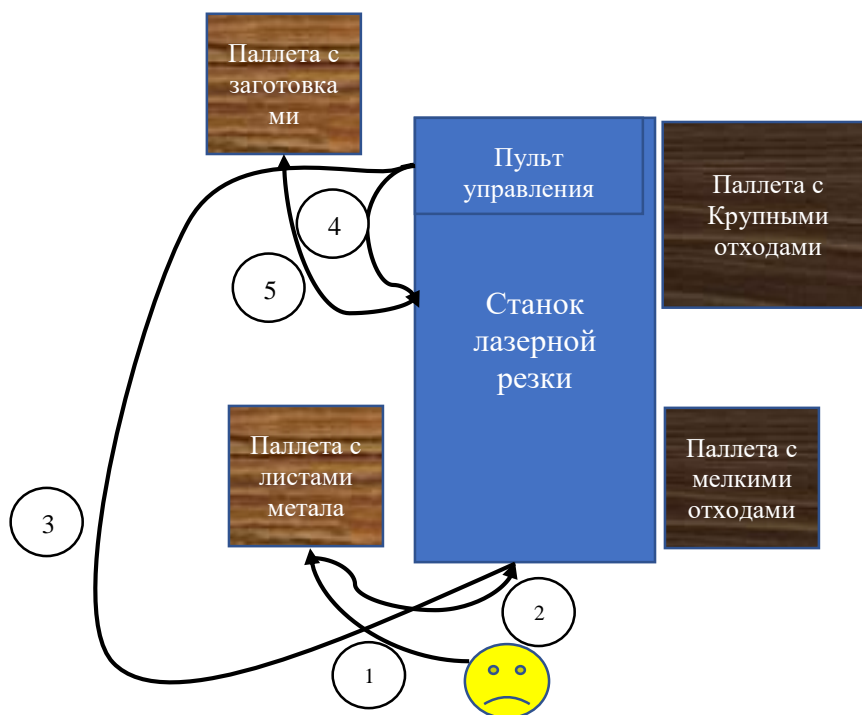 Паллета с
заготовка
ми
Пульт
управления
Паллета с
Крупными
отходами
4
5
Станок
лазерной
резки
Паллета с
листами
метала
Паллета с
мелкими
отходами
3
2
1